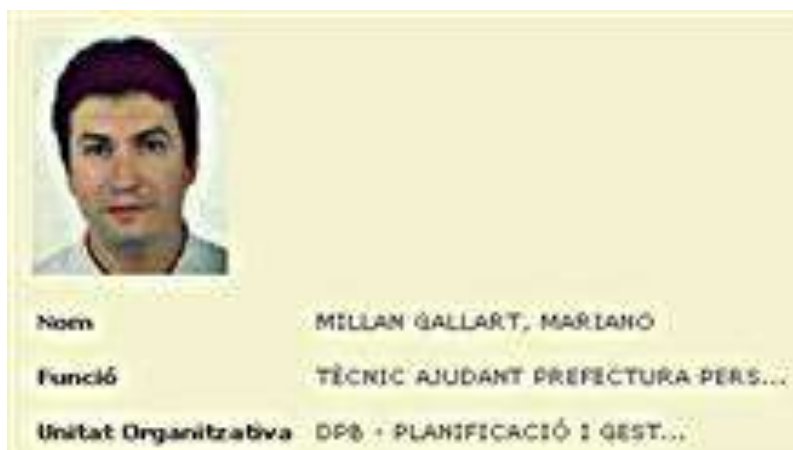 Nom MILLAN GALLART, MARIANO
Funció TÈCNIC AJUDANT PREFECTURA PERS...
Unitat Organitzativa DPB - PLANIFICACIÓ I GEST...